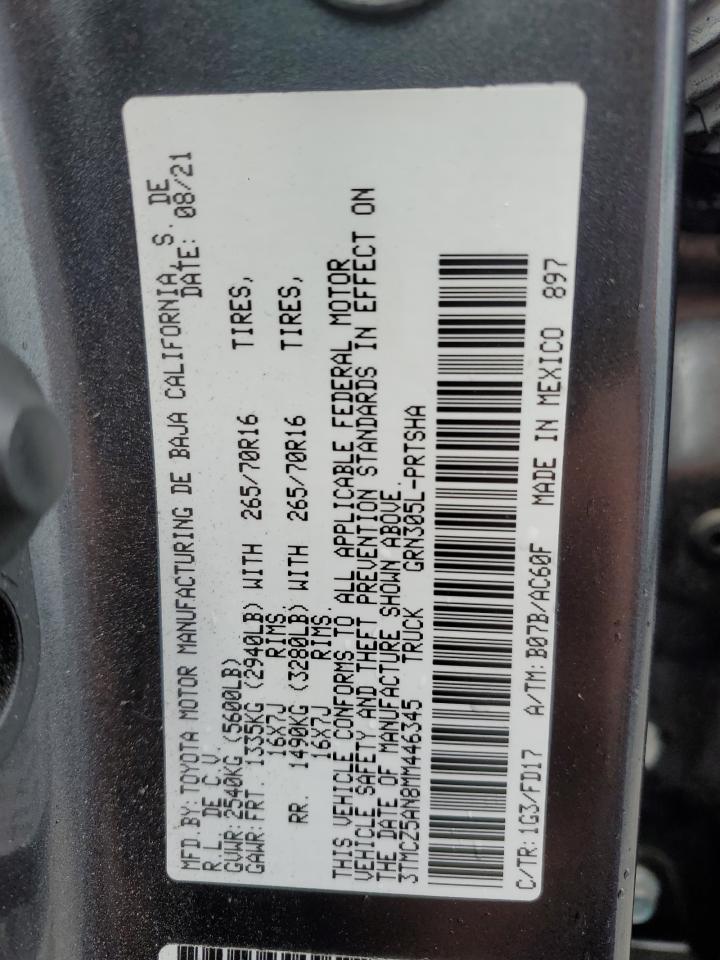 MFD.BY: TOYOTA MOTOR MANUFACTURING DE BAJA CALIFORNIA, S. DE
R.L. DE C.V. DATE: 08/21
GVWR: 2540KG (5600LB)
GAWR: FRT. 1335KG (2940LB) WITH 265/70R16 TIRES,
16X7J RIMS
RR. 1490KG (3280LB) WITH 265/70R16 TIRES,
16X7J RIMS.
THIS VEHICLE CONFORMS TO ALL APPLICABLE FEDERAL MOTOR
VEHICLE SAFETY AND THEFT PREVENTION STANDARDS IN EFFECT ON
THE DATE OF MANUFACTURE SHOWN ABOVE.
3TMCZ5AN8MM446345 TRUCK GRN305L-PRTSHA
C/TR: 1G3/FD17 A/TM: B07B/AC60F MADE IN MEXICO 897